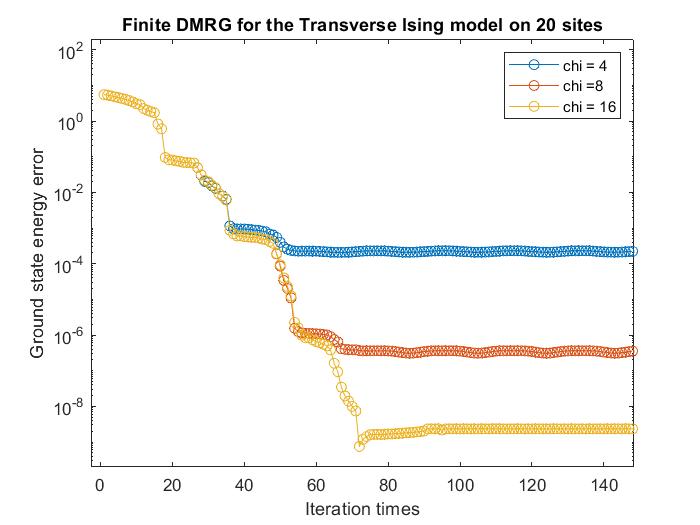 Finite DMRG for the Transverse Ising model on 20 sites
10^2
10^0
10^-2
10^-4
10^-6
10^-8
Ground state energy error
chi = 4
chi =8
chi = 16
0 20 40 60 80 100 120 140
Iteration times